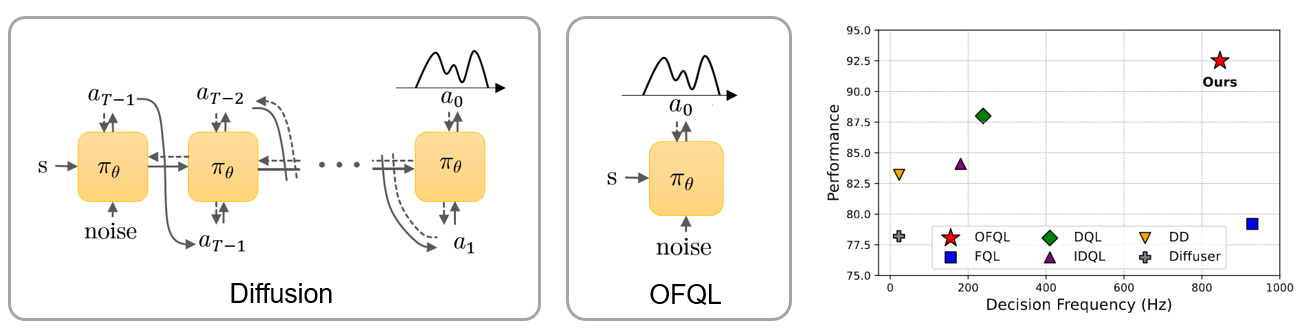 a_{T−1}
a_{T−2}
a_0
s
π_θ
π_θ
• • •
π_θ
noise
a_{T−1}
a_1
Diffusion
a_0
s
π_θ
noise
OFQL
Performance
95.0
92.5
90.0
87.5
85.0
82.5
80.0
77.5
75.0
Ours
OFQL
DQL
DD
FQL
IDQL
Diffuser
0
200
400
600
800
1000
Decision Frequency (Hz)